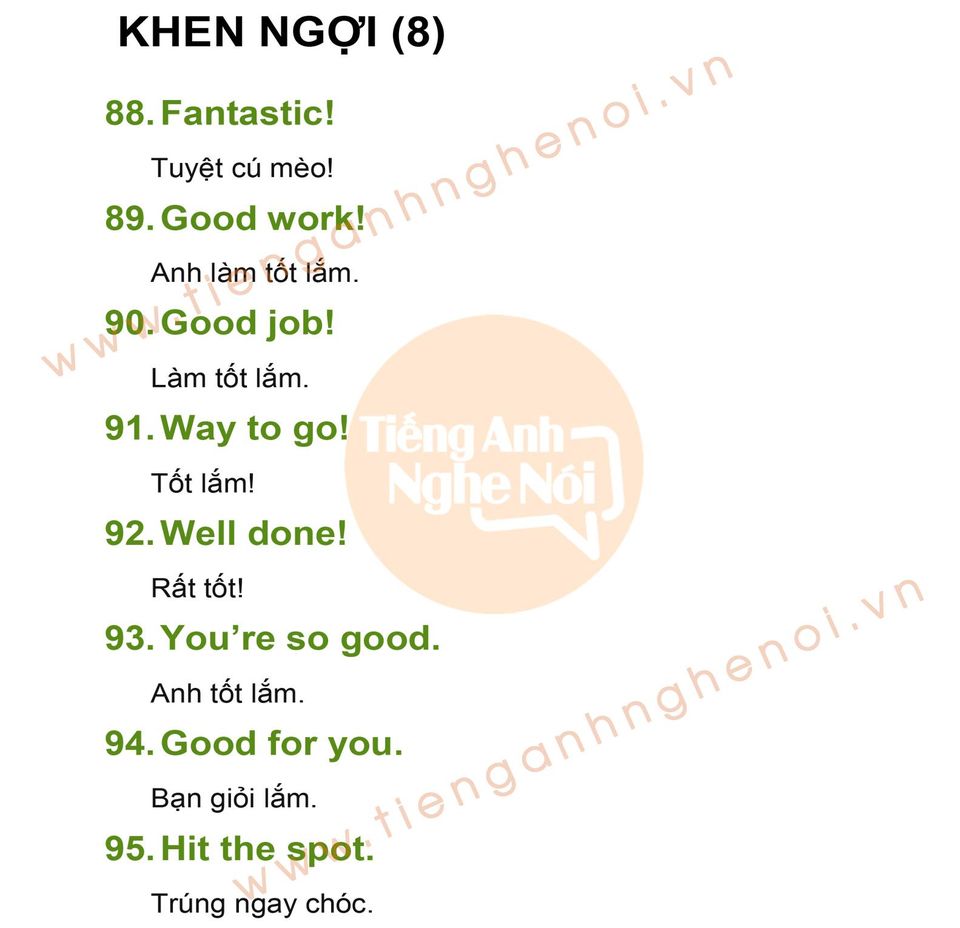 KHEN NGỢI (8)
88. Fantastic!
Tuyệt cú mèo!
89. Good work!
Anh làm tốt lắm.
90. Good job!
Làm tốt lắm.
91. Way to go!
Tốt lắm!
92. Well done!
Rất tốt!
93. You’re so good.
Anh tốt lắm.
94. Good for you.
Bạn giỏi lắm.
95. Hit the spot.
Trúng ngay chóc.
www.tienganhnghenoi.vn
Tiếng Anh
Nghe Nói
www.tienganhnghenoi.vn